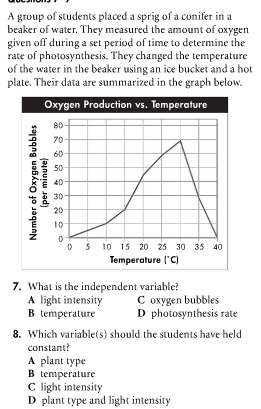 A group of students placed a sprig of a conifer in a
beaker of water. They measured the amount of oxygen
given off during a set period of time to determine the
rate of photosynthesis. They changed the temperature
of the water in the beaker using an ice bucket and a hot
plate. Their data are summarized in the graph below.
Oxygen Production vs. Temperature
Number of Oxygen Bubbles
(per minute)
80
70
60
50
40
30
20
10
0
0 5 10 15 20 25 30 35 40
Temperature (°C)
7. What is the independent variable?
A light intensity C oxygen bubbles
B temperature D photosynthesis rate
8. Which variable(s) should the students have held
constant?
A plant type
B temperature
C light intensity
D plant type and light intensity